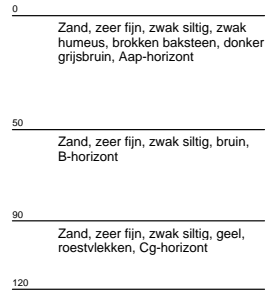 0
Zand, zeer fijn, zwak siltig, zwak
humeus, brokken baksteen, donker
grijsbruin, Aap-horizont
50
Zand, zeer fijn, zwak siltig, bruin,
B-horizont
90
Zand, zeer fijn, zwak siltig, geel,
roestvlekken, Cg-horizont
120